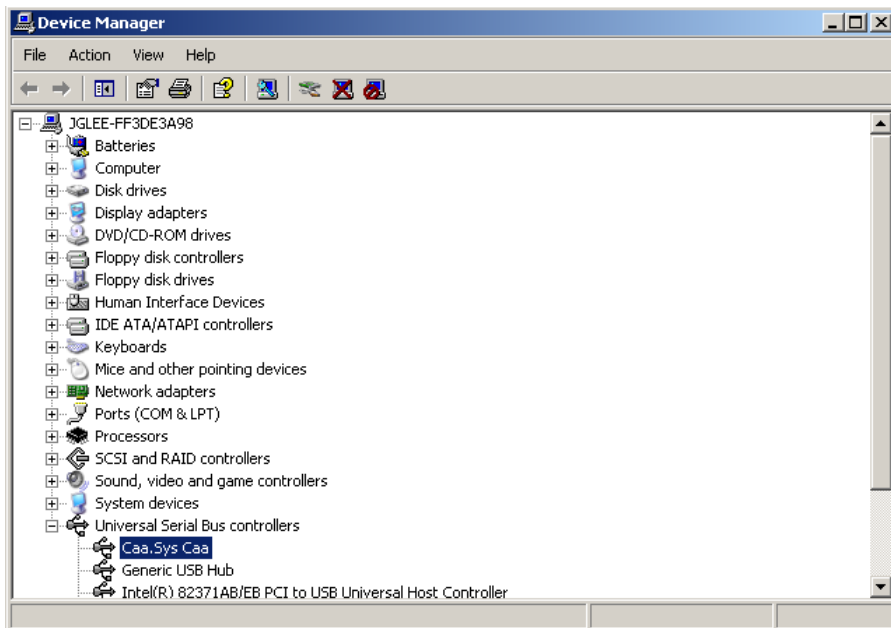 Device Manager
File Action View Help
JGLEE-FF3DE3A98
Batteries
Computer
Disk drives
Display adapters
DVD/CD-ROM drives
Floppy disk controllers
Floppy disk drives
Human Interface Devices
IDE ATA/ATAPI controllers
Keyboards
Mice and other pointing devices
Network adapters
Ports (COM & LPT)
Processors
SCSI and RAID controllers
Sound, video and game controllers
System devices
Universal Serial Bus controllers
Caa.Sys Caa
Generic USB Hub
Intel(R) 82371AB/EB PCI to USB Universal Host Controller